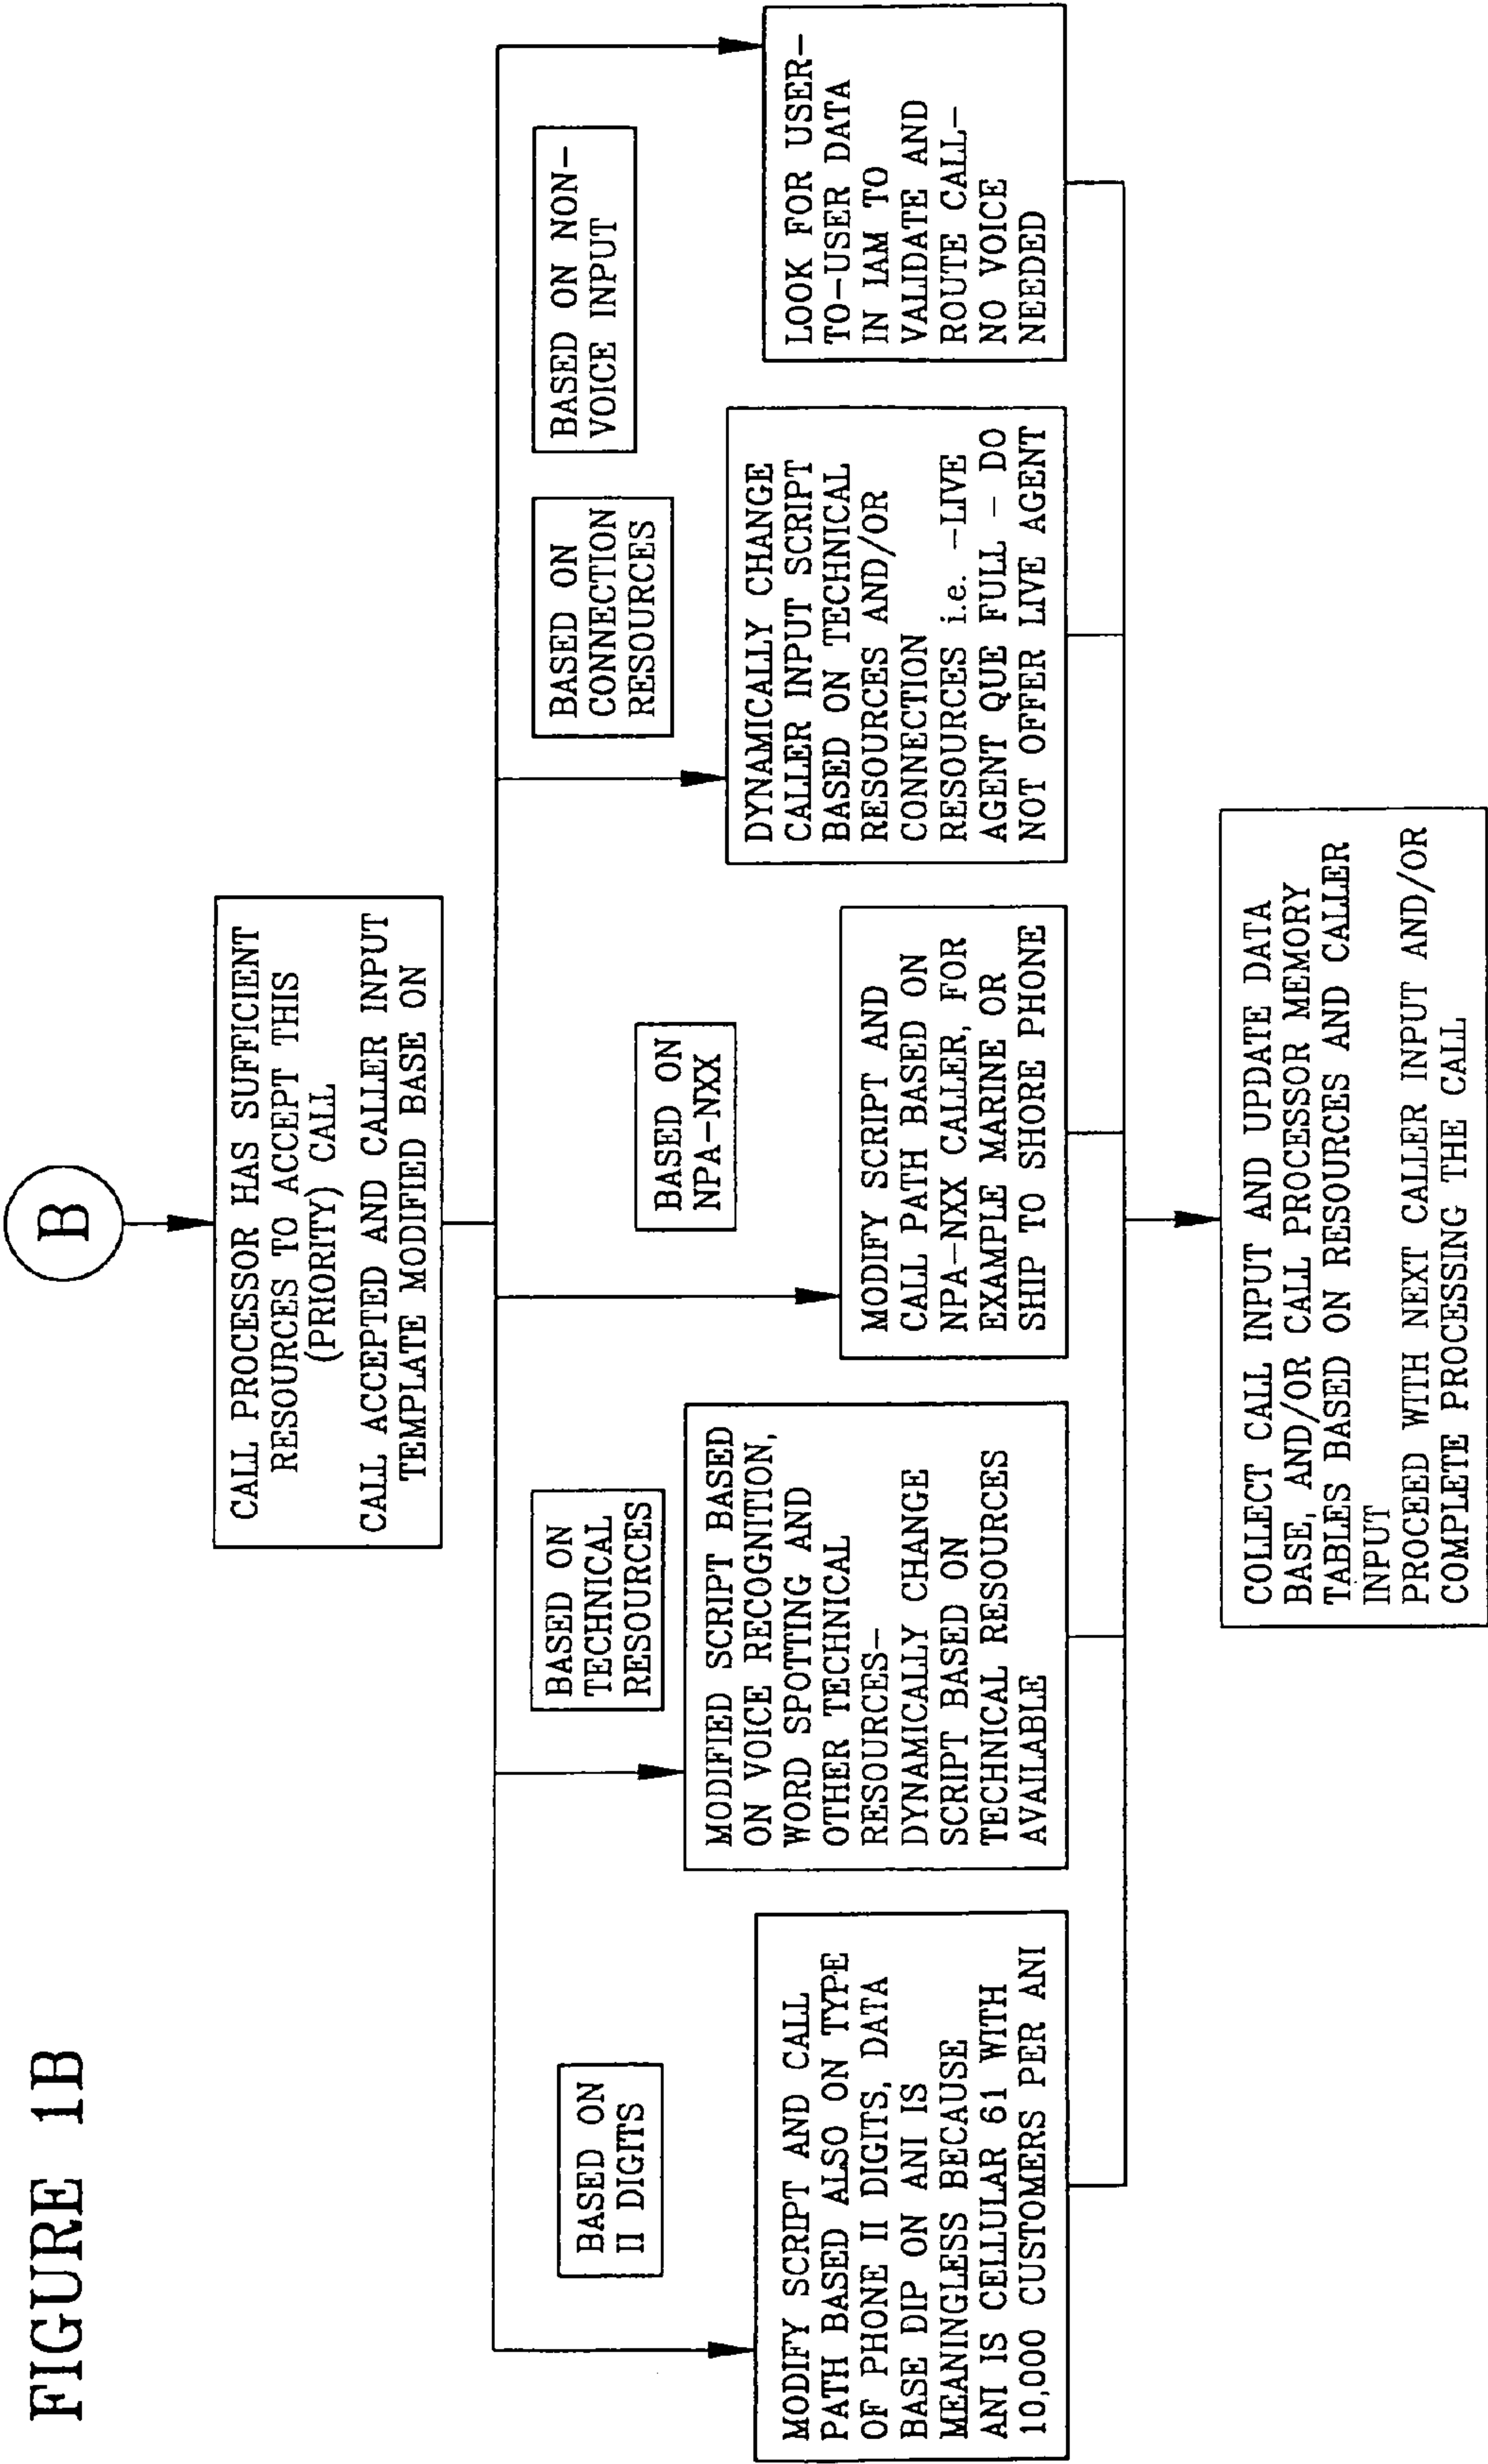 FIGURE 1B
B
CALL PROCESSOR HAS SUFFICIENT
RESOURCES TO ACCEPT THIS
(PRIORITY) CALL
CALL ACCEPTED AND CALLER INPUT
TEMPLATE MODIFIED BASE ON
BASED ON
II DIGITS
MODIFY SCRIPT AND CALL
PATH BASED ALSO ON TYPE
OF PHONE II DIGITS, DATA
BASE DIP ON ANI IS
MEANINGLESS BECAUSE
ANI IS CELLULAR 61 WITH
10,000 CUSTOMERS PER ANI
BASED ON
TECHNICAL
RESOURCES
MODIFIED SCRIPT BASED
ON VOICE RECOGNITION,
WORD SPOTTING AND
OTHER TECHNICAL
RESOURCES-
DYNAMICALLY CHANGE
SCRIPT BASED ON
TECHNICAL RESOURCES
AVAILABLE
BASED ON
NPA-NXX
MODIFY SCRIPT AND
CALL PATH BASED ON
NPA-NXX CALLER, FOR
EXAMPLE MARINE OR
SHIP TO SHORE PHONE
BASED ON
CONNECTION
RESOURCES
DYNAMICALLY CHANGE
CALLER INPUT SCRIPT
BASED ON TECHNICAL
RESOURCES AND/OR
CONNECTION
RESOURCES i.e. -LIVE
AGENT QUE FULL - DO
NOT OFFER LIVE AGENT
BASED ON NON-
VOICE INPUT
LOOK FOR USER-
TO-USER DATA
IN IAM TO
VALIDATE AND
ROUTE CALL-
NO VOICE
NEEDED
COLLECT CALL INPUT AND UPDATE DATA
BASE, AND/OR CALL PROCESSOR MEMORY
TABLES BASED ON RESOURCES AND CALLER
INPUT
PROCEED WITH NEXT CALLER INPUT AND/OR
COMPLETE PROCESSING THE CALL